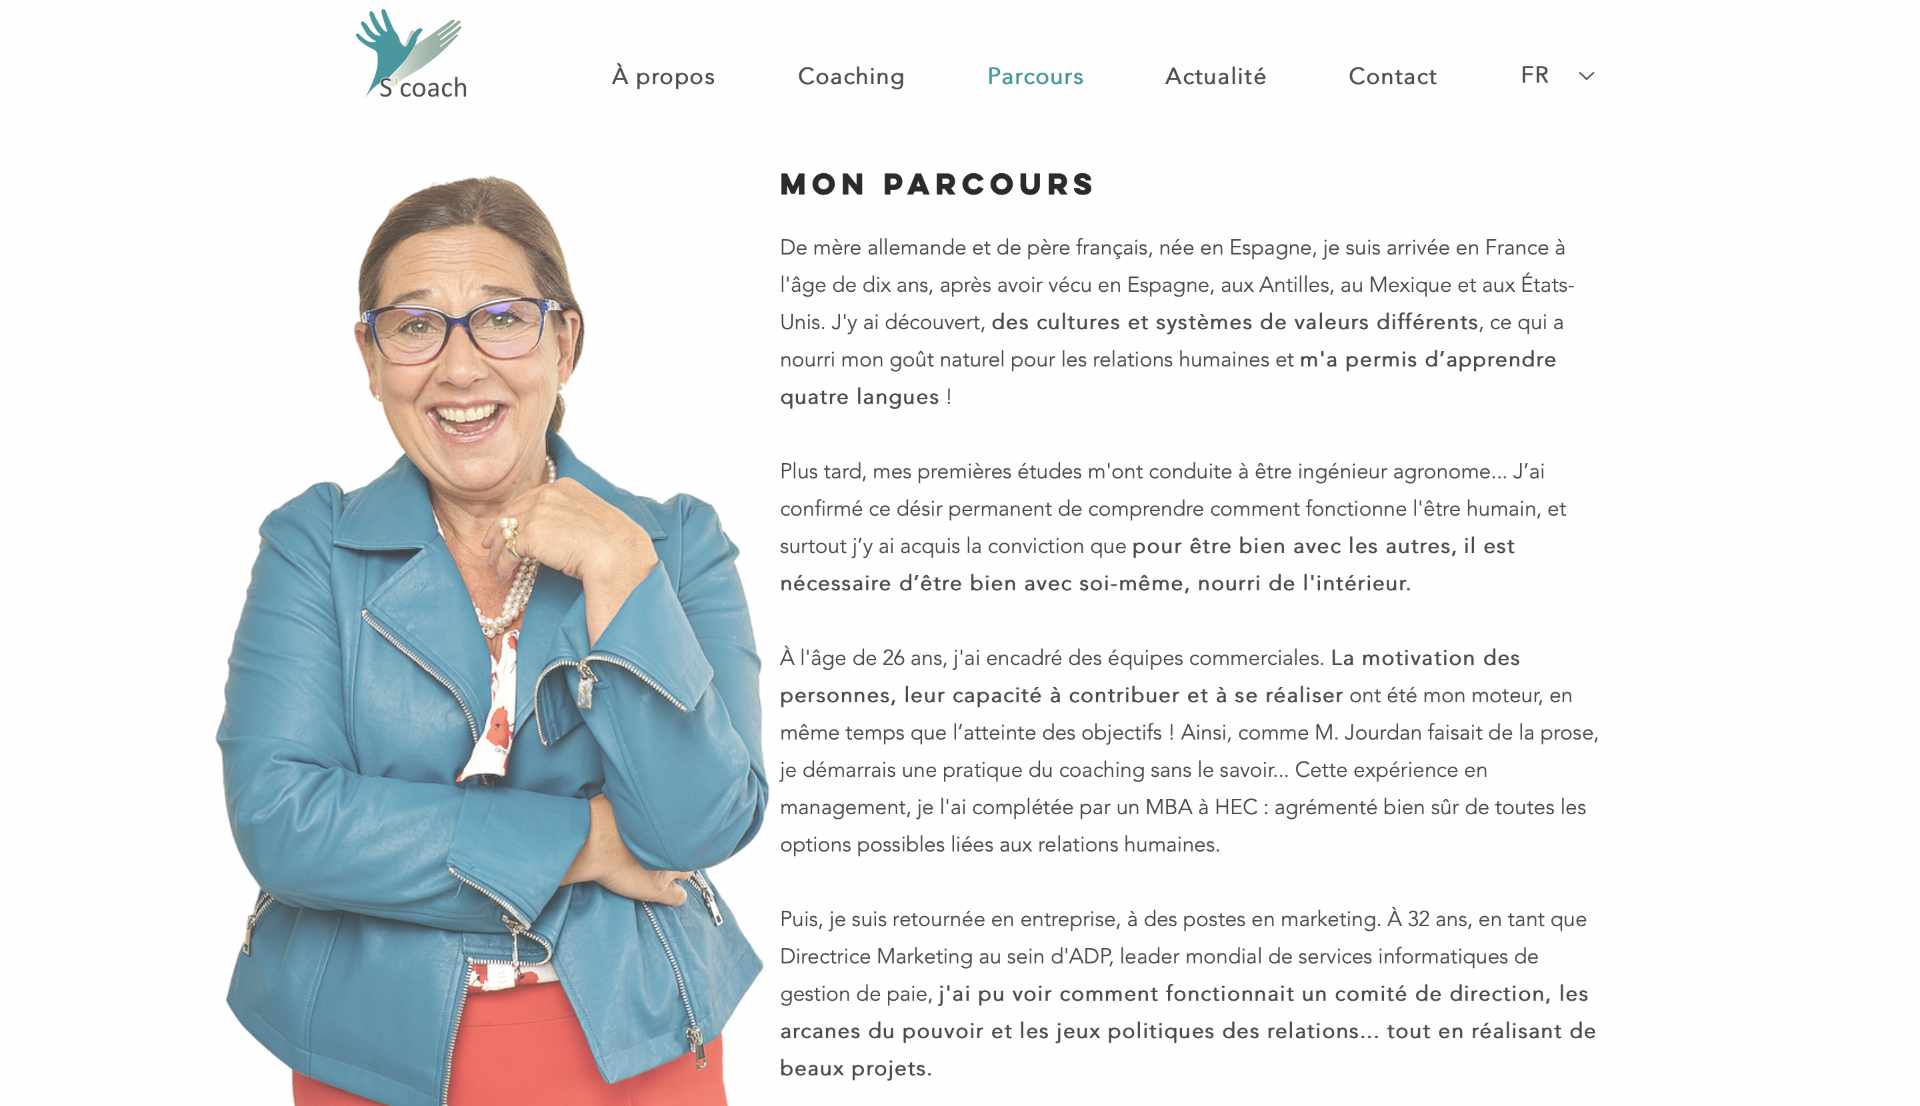 S'coach
À propos
Coaching
Parcours
Actualité
Contact
FR
MON PARCOURS
De mère allemande et de père français, née en Espagne, je suis arrivée en France à
l'âge de dix ans, après avoir vécu en Espagne, aux Antilles, au Mexique et aux États-
Unis. J'y ai découvert, des cultures et systèmes de valeurs différents, ce qui a
nourri mon goût naturel pour les relations humaines et m'a permis d’apprendre
quatre langues !
Plus tard, mes premières études m'ont conduite à être ingénieur agronome... J’ai
confirmé ce désir permanent de comprendre comment fonctionne l'être humain, et
surtout j’y ai acquis la conviction que pour être bien avec les autres, il est
nécessaire d’être bien avec soi-même, nourri de l'intérieur.
À l'âge de 26 ans, j'ai encadré des équipes commerciales. La motivation des
personnes, leur capacité à contribuer et à se réaliser ont été mon moteur, en
même temps que l’atteinte des objectifs ! Ainsi, comme M. Jourdan faisait de la prose,
je démarrais une pratique du coaching sans le savoir... Cette expérience en
management, je l'ai complétée par un MBA à HEC : agrémenté bien sûr de toutes les
options possibles liées aux relations humaines.
Puis, je suis retournée en entreprise, à des postes en marketing. À 32 ans, en tant que
Directrice Marketing au sein d'ADP, leader mondial de services informatiques de
gestion de paie, j'ai pu voir comment fonctionnait un comité de direction, les
arcanes du pouvoir et les jeux politiques des relations... tout en réalisant de
beaux projets.